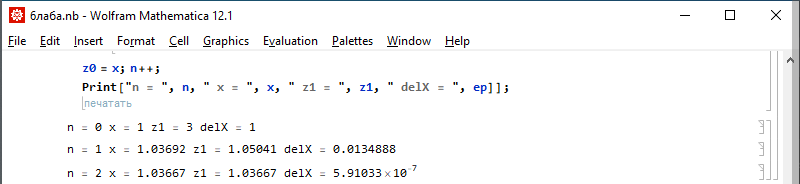 6лаба.nb - Wolfram Mathematica 12.1
File Edit Insert Format Cell Graphics Evaluation Palettes Window Help
z0 = x; n++;
Print["n = ", n, " x = ", x, " z1 = ", z1, " delX = ", ep]];
печатать
n = 0 x = 1 z1 = 3 delX = 1
n = 1 x = 1.03692 z1 = 1.05041 delX = 0.0134888
n = 2 x = 1.03667 z1 = 1.03667 delX = 5.91033×10^-7